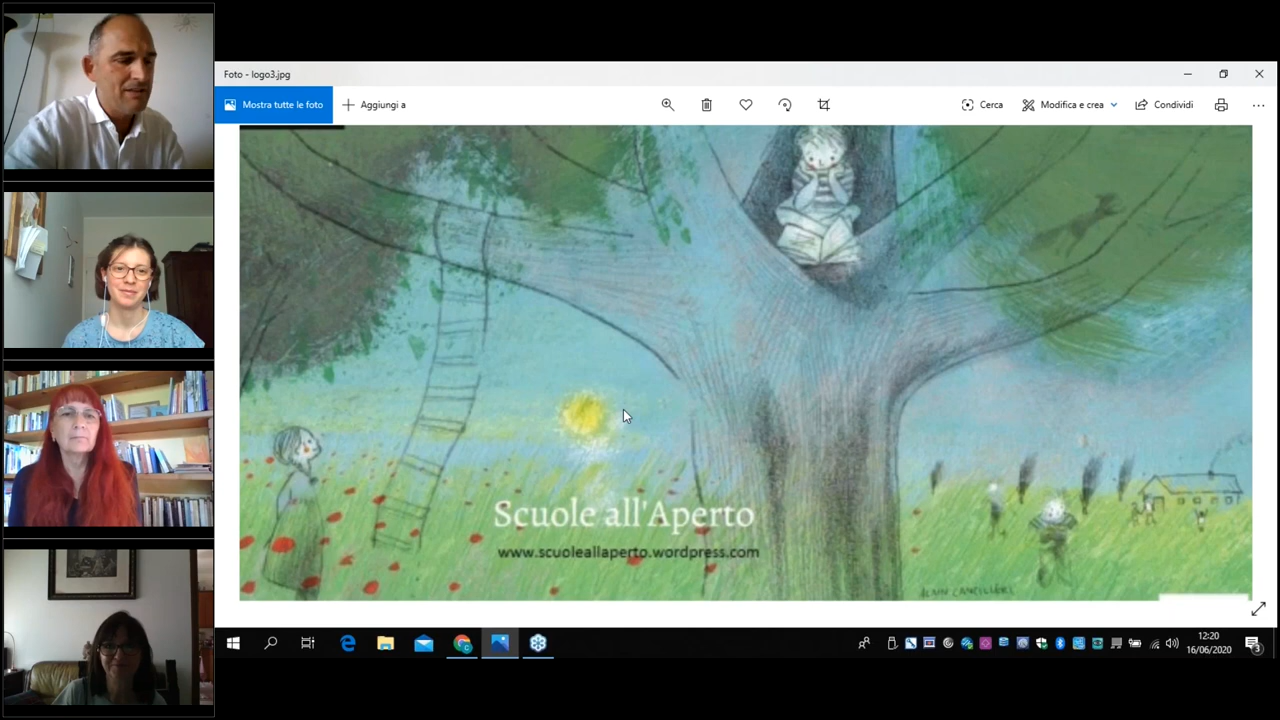 Foto - logo3.jpg
Mostra tutte le foto
Aggiungi a
Cerca
Modifica e crea
Condividi
Scuole all'Aperto
www.scuoleallaperto.wordpress.com
12:20
16/06/2020
3